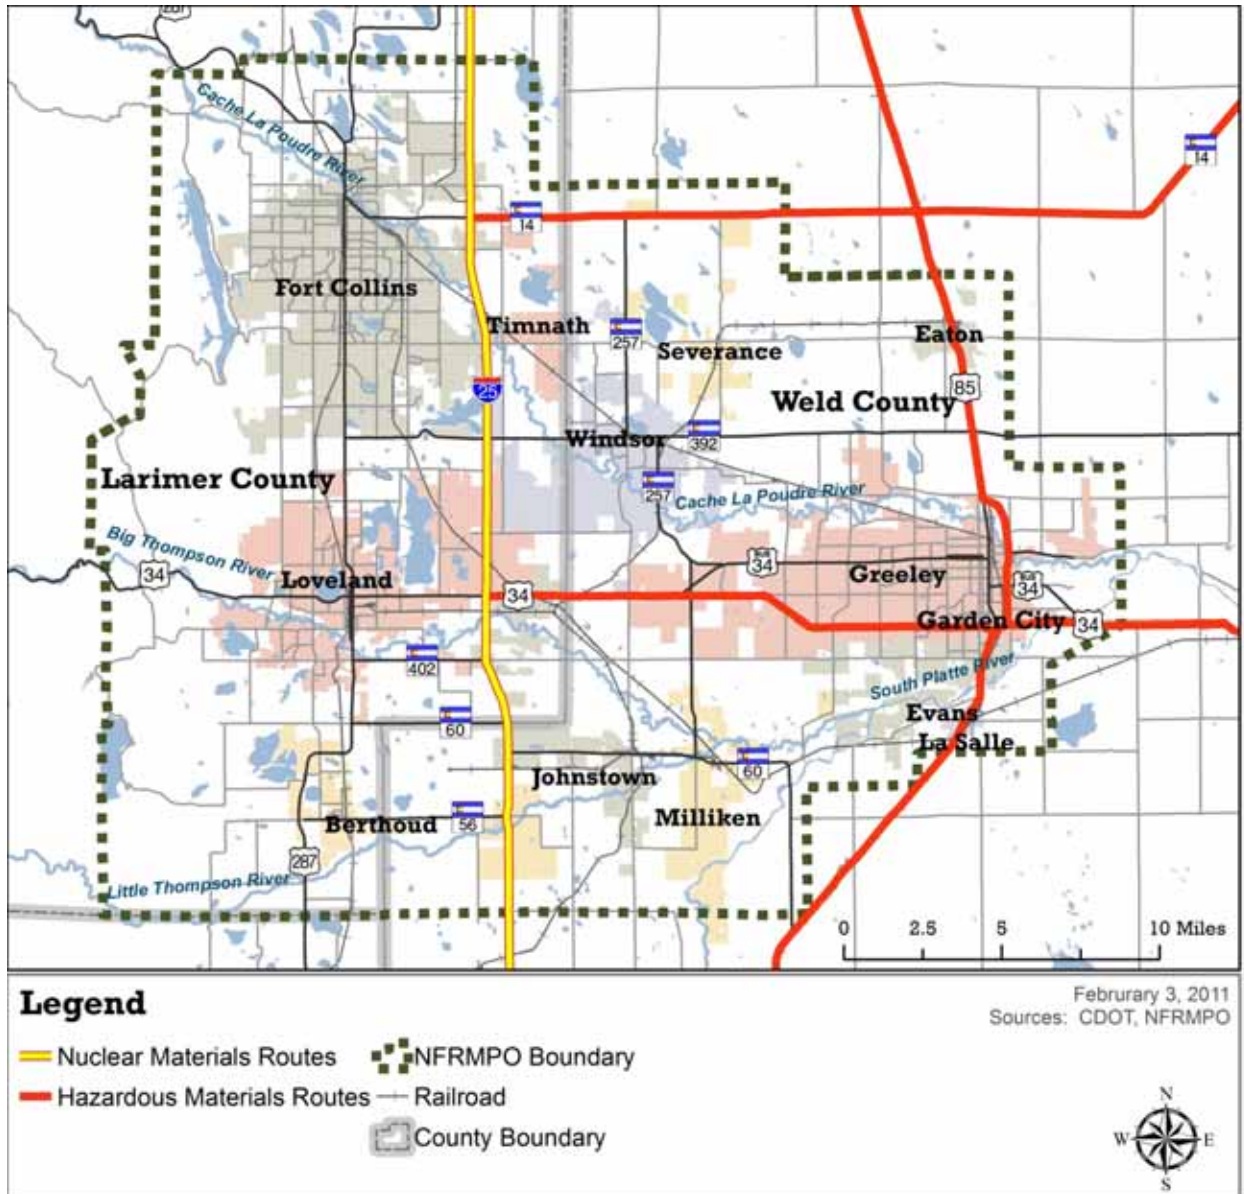 287
Cache La Poudre River
14
14
Fort Collins
Timnath
257
Severance
Eaton
25
85
Weld County
Windsor
392
Larimer County
257
Cache La Poudre River
Big Thompson River
34
Loveland
34
BUS
34
Greeley
BUS
34
Garden City
34
402
South Platte River
60
Evans
La Salle
Johnstown
60
Milliken
Berthoud
56
287
Little Thompson River
0 2.5 5 10 Miles
Legend
Februrary 3, 2011
Sources: CDOT, NFRMPO
Nuclear Materials Routes
NFRMPO Boundary
Hazardous Materials Routes
Railroad
County Boundary
N
W E
S